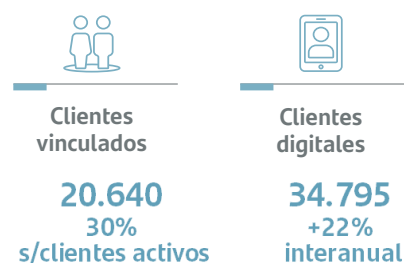 Clientes
vinculados
20.640
30%
s/clientes activos
Clientes
digitales
34.795
+22%
interanual